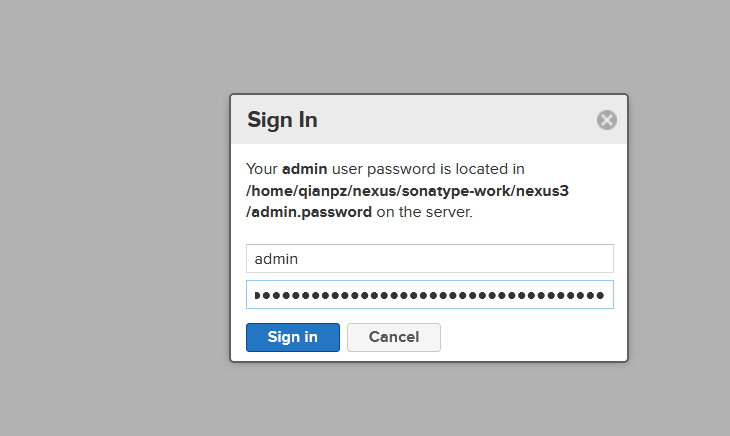 Sign In
Your admin user password is located in
/home/qianpz/nexus/sonatype-work/nexus3
/admin.password on the server.
admin
Sign in
Cancel